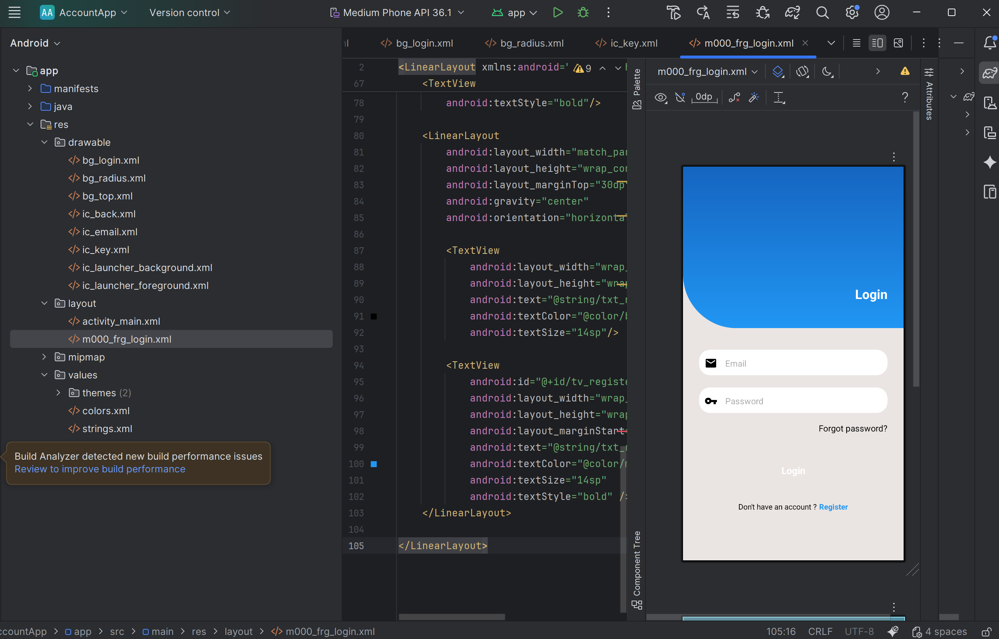 AA AccountApp Version control Medium Phone API 36.1 app
Android
app
manifests
java
res
drawable
bg_login.xml
bg_radius.xml
bg_top.xml
ic_back.xml
ic_email.xml
ic_key.xml
ic_launcher_background.xml
ic_launcher_foreground.xml
layout
activity_main.xml
m000_frg_login.xml
mipmap
values
themes (2)
colors.xml
strings.xml
Build Analyzer detected new build performance issues
Review to improve build performance
bg_login.xml bg_radius.xml ic_key.xml m000_frg_login.xml
2 <LinearLayout xmlns:android=' 9
67 <TextView
78 android:textStyle="bold"/>
79
80 <LinearLayout
81 android:layout_width="match_par
82 android:layout_height="wrap_con
83 android:layout_marginTop="30dp"
84 android:gravity="center"
85 android:orientation="horizontal
86
87 <TextView
88 android:layout_width="wrap_
89 android:layout_height="wrap
90 android:text="@string/txt_
91 android:textColor="@color/b
92 android:textSize="14sp"/>
93
94 <TextView
95 android:id="@+id/tv_registe
96 android:layout_width="wrap_
97 android:layout_height="wrap
98 android:layout_marginStart=
99 android:text="@string/txt_
100 android:textColor="@color/
101 android:textSize="14sp"
102 android:textStyle="bold" />
103 </LinearLayout>
104
105 </LinearLayout>
Palette
Component Tree
m000_frg_login.xml
0dp
?
Attributes
Login
Email
Password
Forgot password?
Login
Don't have an account ? Register
ccountApp > app > src > main > res > layout > m000_frg_login.xml
105:16 CRLF UTF-8 4 spaces